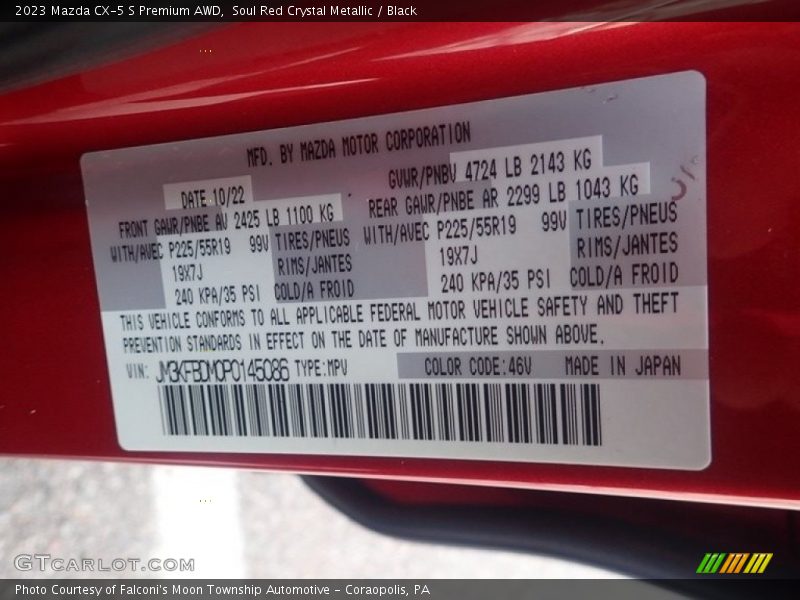 2023 Mazda CX-5 S Premium AWD, Soul Red Crystal Metallic / Black
MFD. BY MAZDA MOTOR CORPORATION
DATE 10/22
GVWR/PNBV 4724 LB 2143 KG
FRONT GAWR/PNBE AV 2425 LB 1100 KG
REAR GAWR/PNBE AR 2299 LB 1043 KG
WITH/AVEC P225/55R19 99V TIRES/PNEUS
WITH/AVEC P225/55R19 99V TIRES/PNEUS
19X7J RIMS/JANTES
19X7J RIMS/JANTES
240 KPA/35 PSI COLD/A FROID
240 KPA/35 PSI COLD/A FROID
THIS VEHICLE CONFORMS TO ALL APPLICABLE FEDERAL MOTOR VEHICLE SAFETY AND THEFT
PREVENTION STANDARDS IN EFFECT ON THE DATE OF MANUFACTURE SHOWN ABOVE.
VIN: JM3KFBDM0P0145086 TYPE:MPV COLOR CODE:46V MADE IN JAPAN
GTCARLOT.COM
Photo Courtesy of Falconi's Moon Township Automotive - Coraopolis, PA